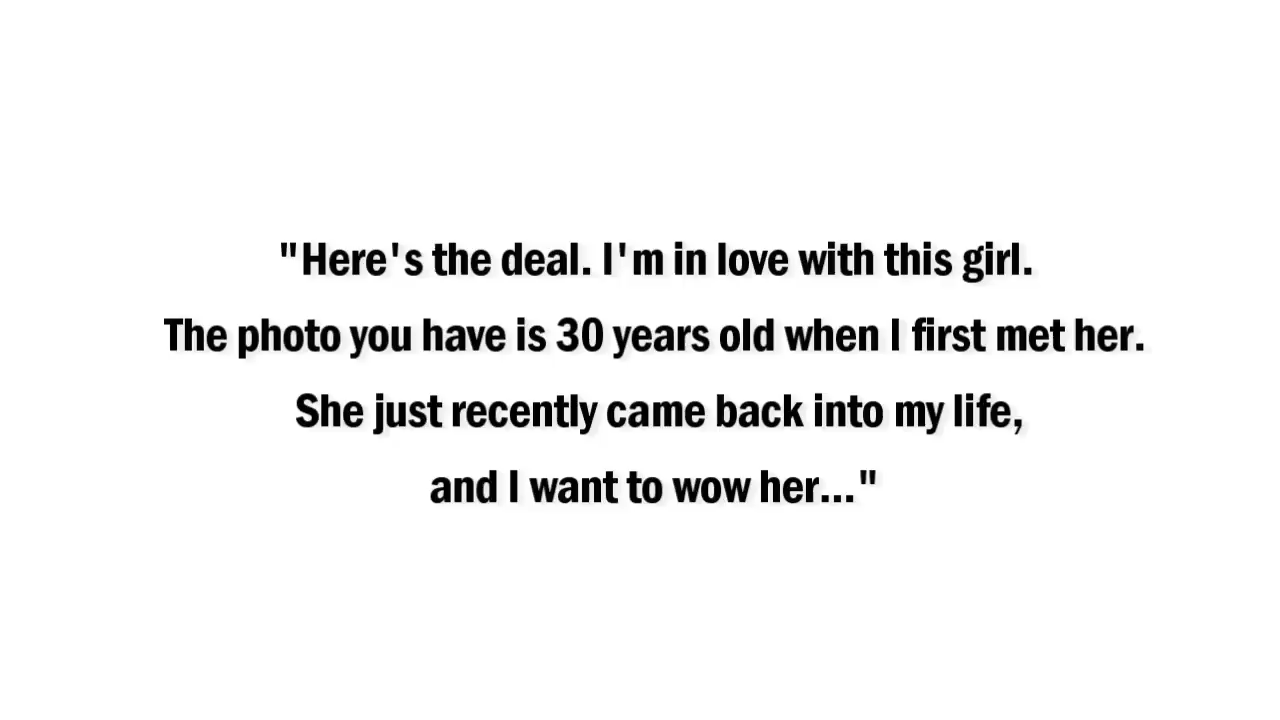 "Here's the deal. I'm in love with this girl.
The photo you have is 30 years old when I first met her.
She just recently came back into my life,
and I want to wow her..."